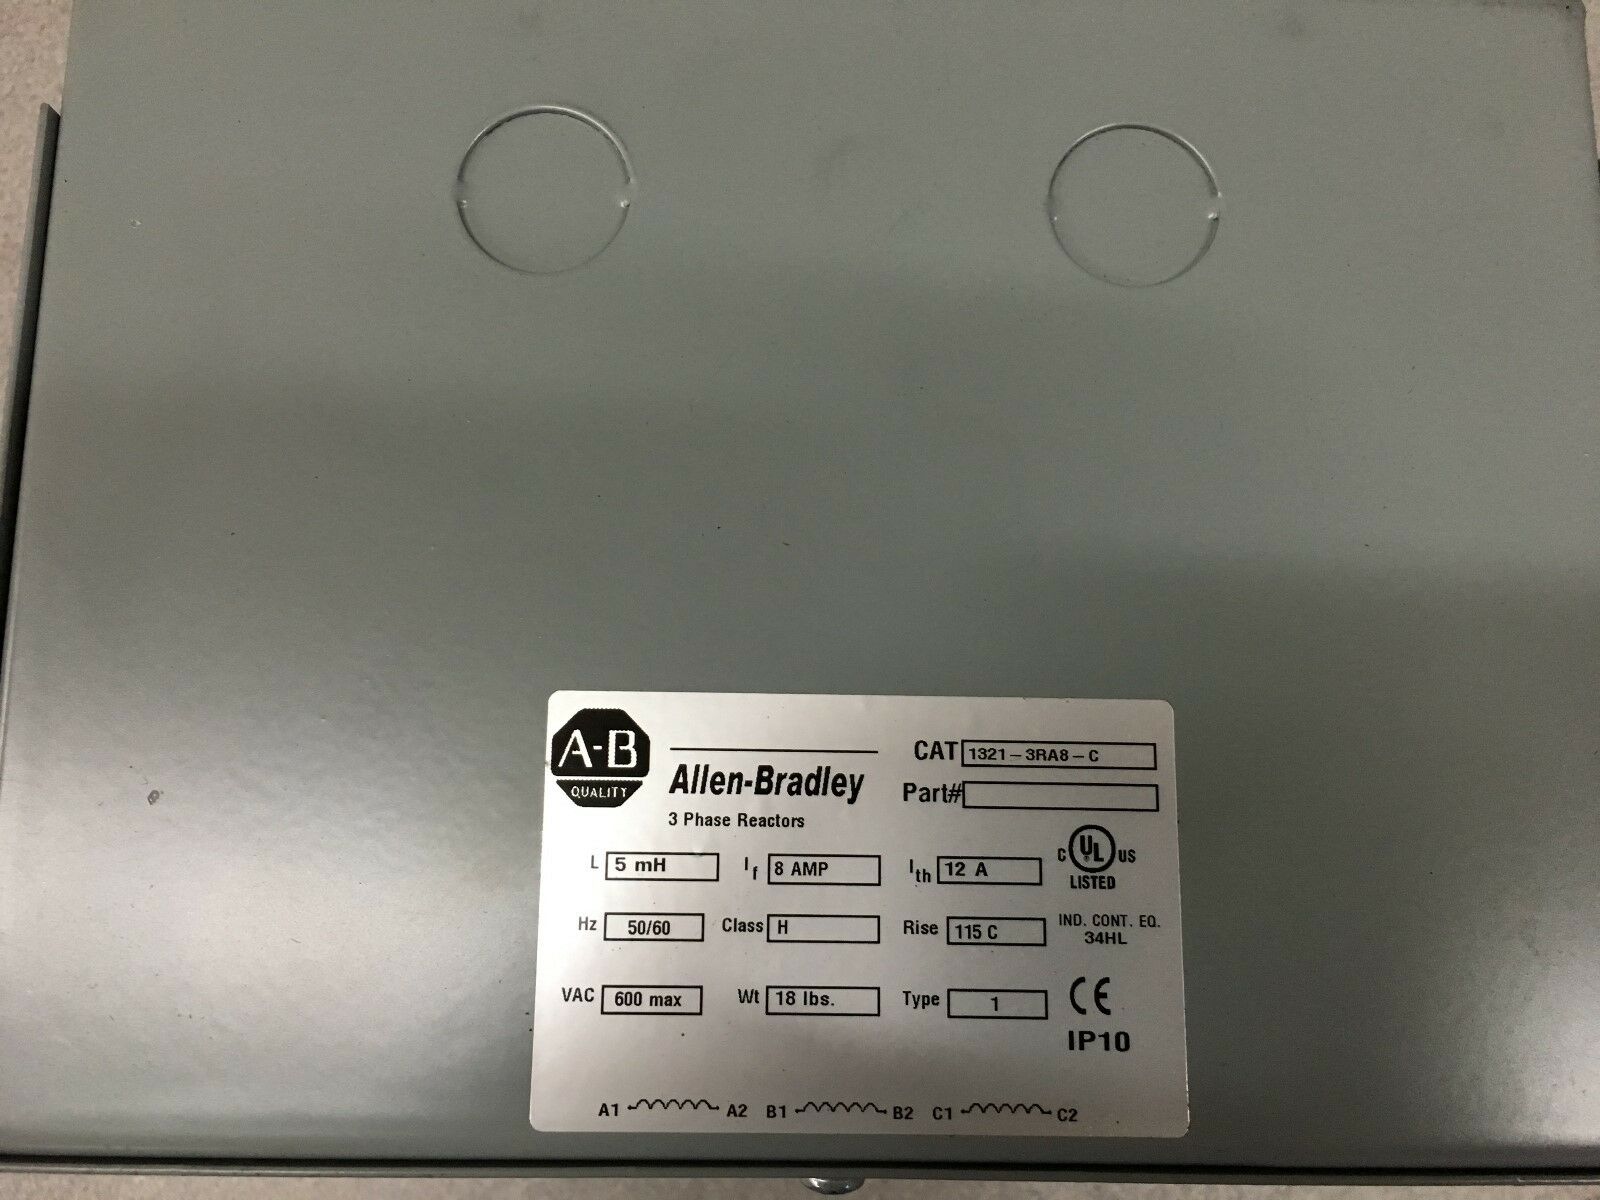 A-B
QUALITY
Allen-Bradley
3 Phase Reactors
CAT 1321-3RA8-C
Part#
L 5 mH If 8 AMP Ith 12 A
C UL US
LISTED
Hz 50/60 Class H Rise 115 C
IND. CONT. EQ.
34HL
VAC 600 max Wt 18 lbs. Type 1
CE
IP10
A1 A2 B1 B2 C1 C2